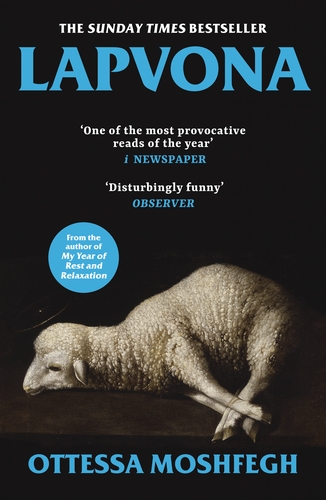 THE SUNDAY TIMES BESTSELLER
LAPVONA
‘One of the most provocative
reads of the year’
i NEWSPAPER
‘Disturbingly funny’
OBSERVER
From the
author of
My Year of
Rest and
Relaxation
OTTESSA MOSHFEGH